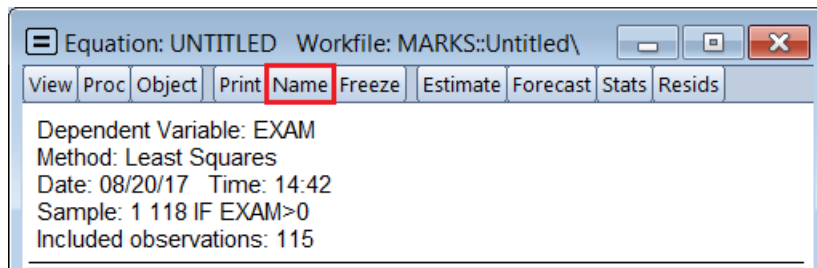 Equation: UNTITLED Workfile: MARKS::Untitled\
View Proc Object Print Name Freeze Estimate Forecast Stats Resids
Dependent Variable: EXAM
Method: Least Squares
Date: 08/20/17 Time: 14:42
Sample: 1 118 IF EXAM>0
Included observations: 115